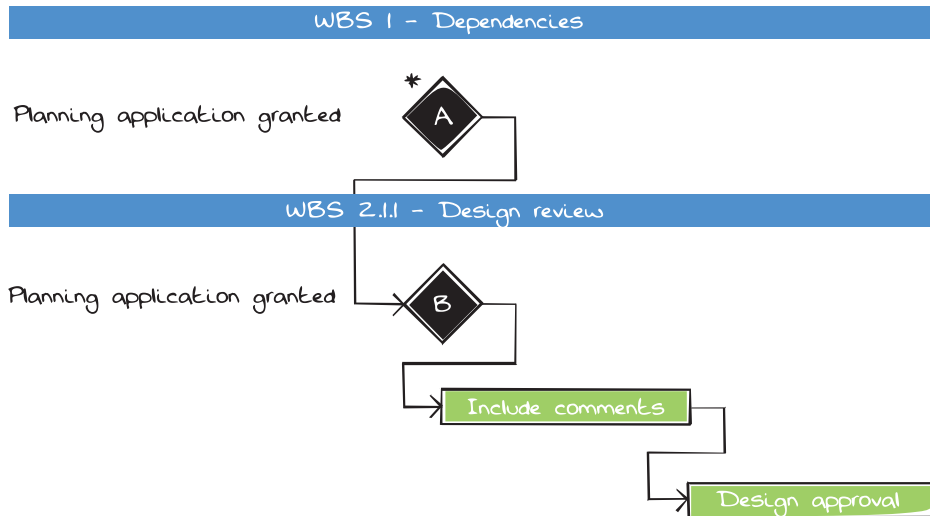 WBS 1 - Dependencies
*
Planning application granted
A
WBS 2.1.1 - Design review
Planning application granted
B
Include comments
Design approval